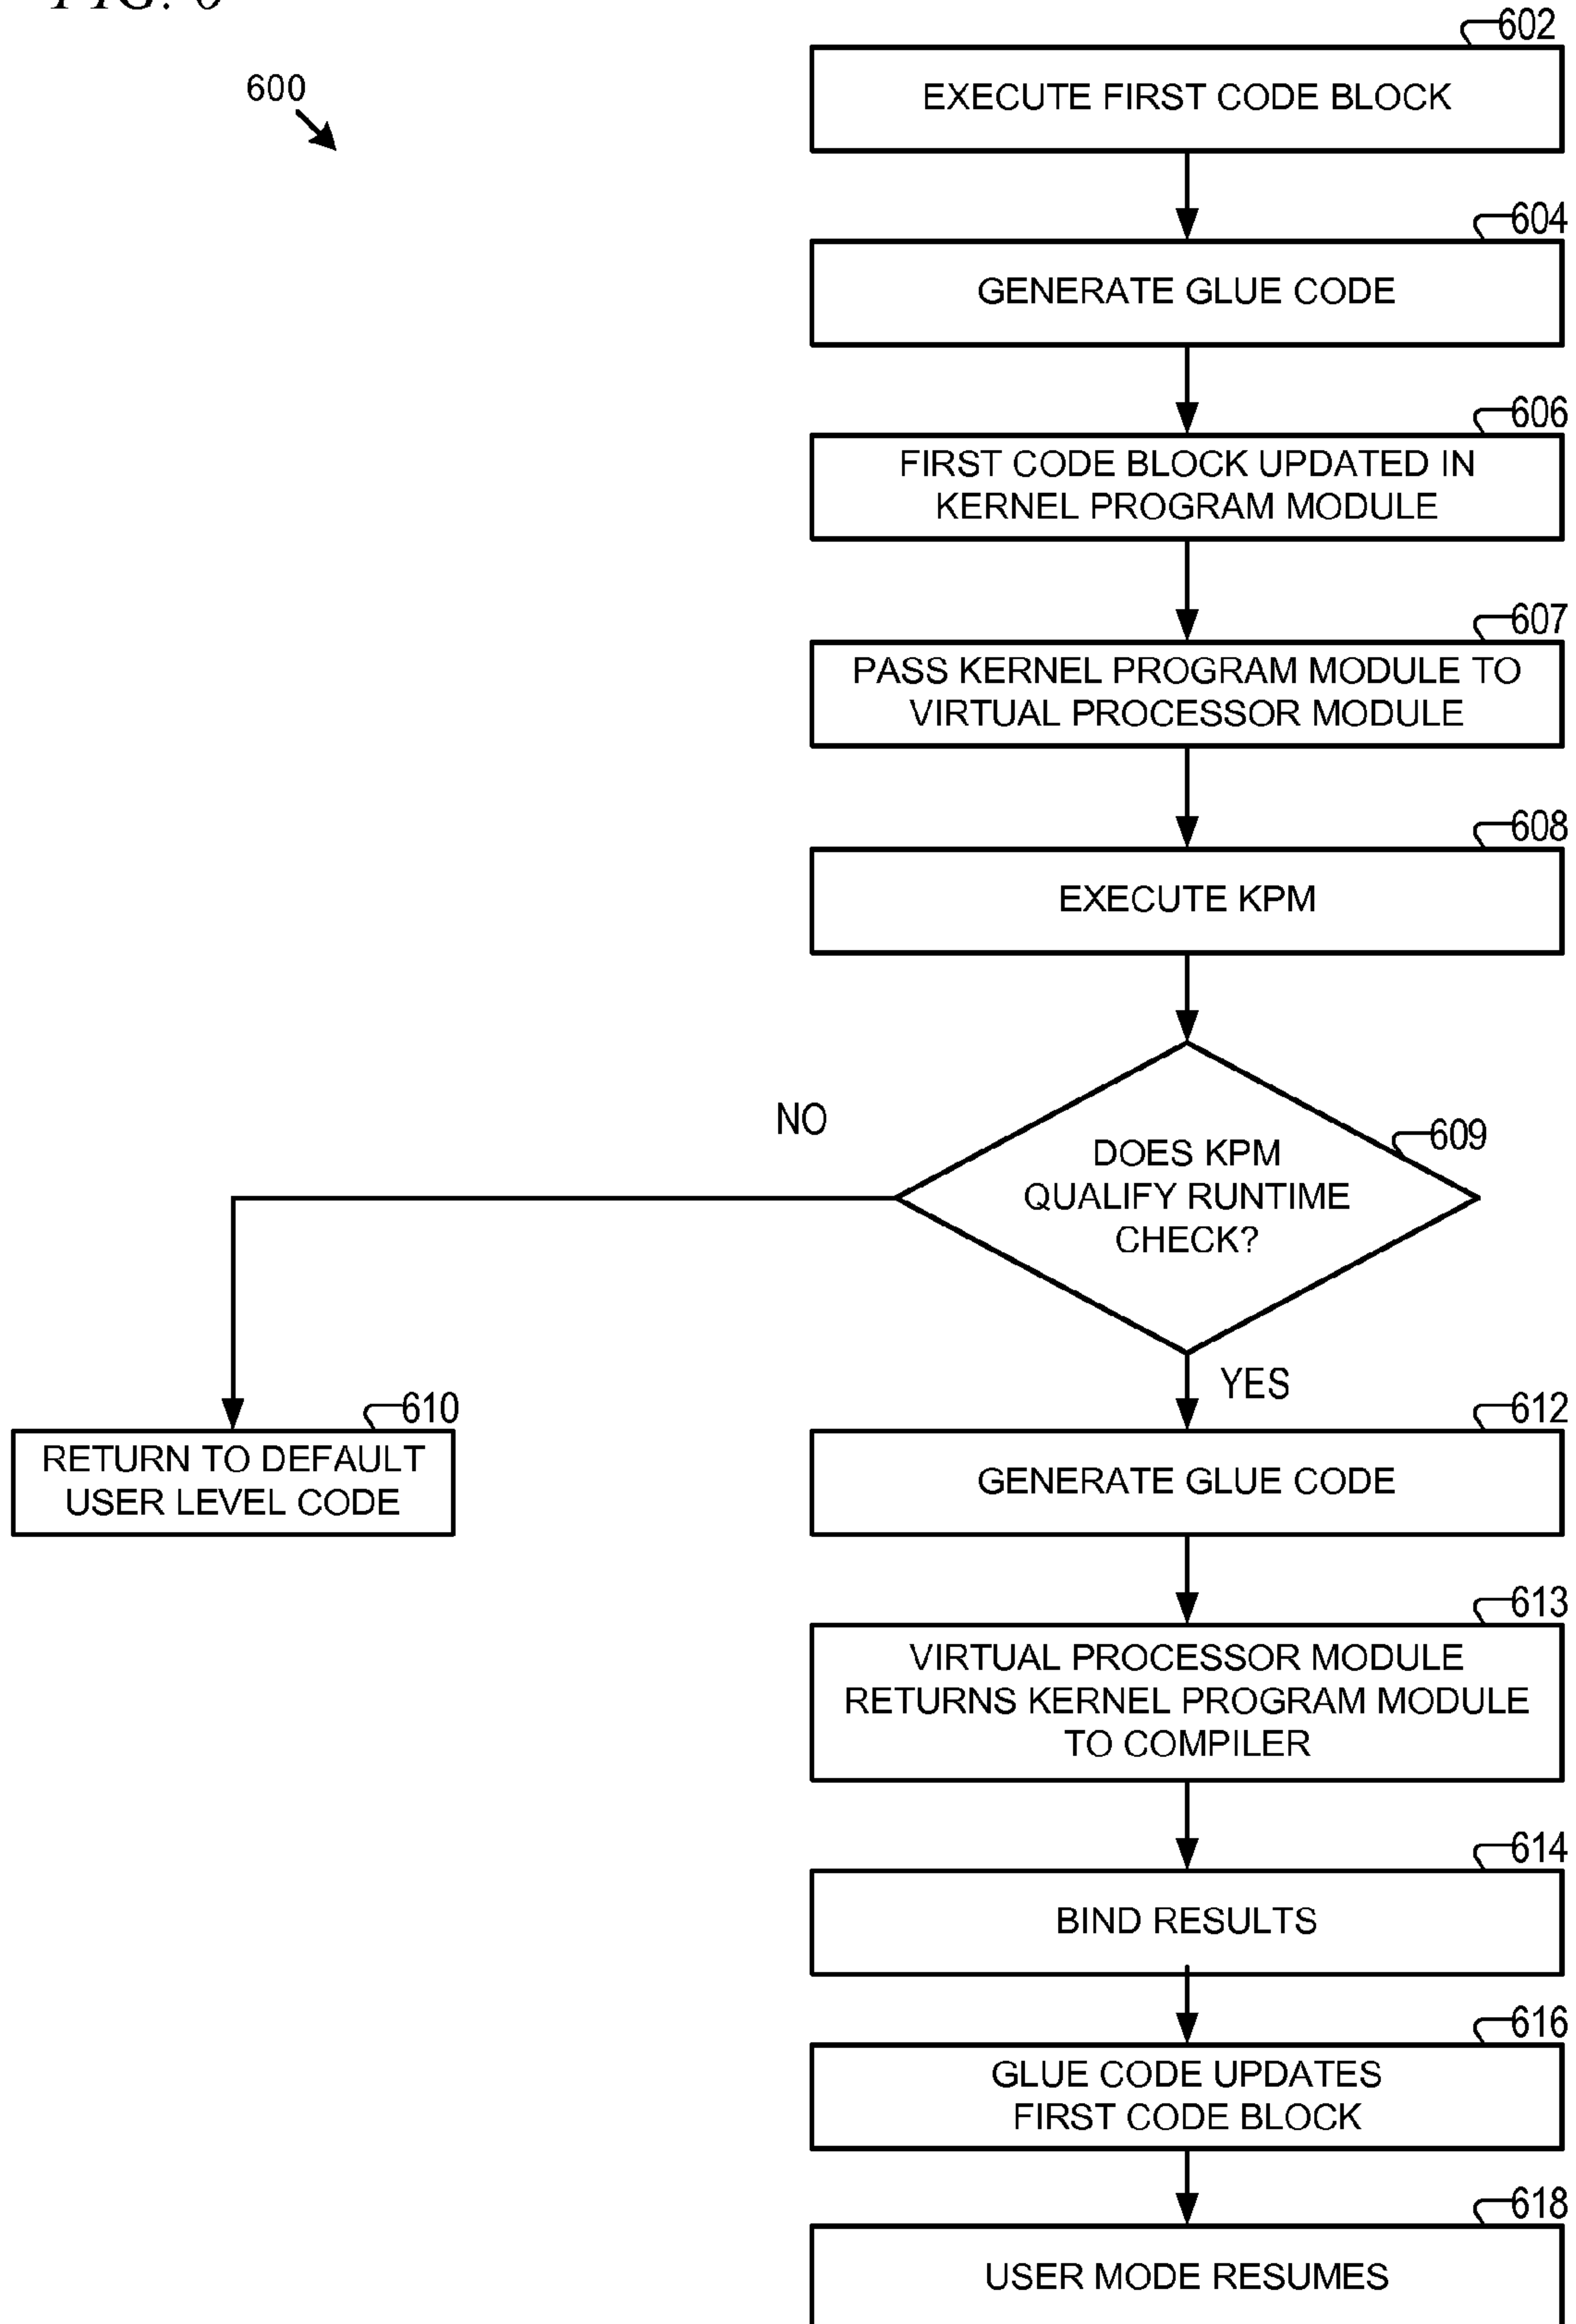 FIG. 6
600
602
EXECUTE FIRST CODE BLOCK
604
GENERATE GLUE CODE
606
FIRST CODE BLOCK UPDATED IN
KERNEL PROGRAM MODULE
607
PASS KERNEL PROGRAM MODULE TO
VIRTUAL PROCESSOR MODULE
608
EXECUTE KPM
609
DOES KPM
QUALIFY RUNTIME
CHECK?
NO
YES
610
RETURN TO DEFAULT
USER LEVEL CODE
612
GENERATE GLUE CODE
613
VIRTUAL PROCESSOR MODULE
RETURNS KERNEL PROGRAM MODULE
TO COMPILER
614
BIND RESULTS
616
GLUE CODE UPDATES
FIRST CODE BLOCK
618
USER MODE RESUMES